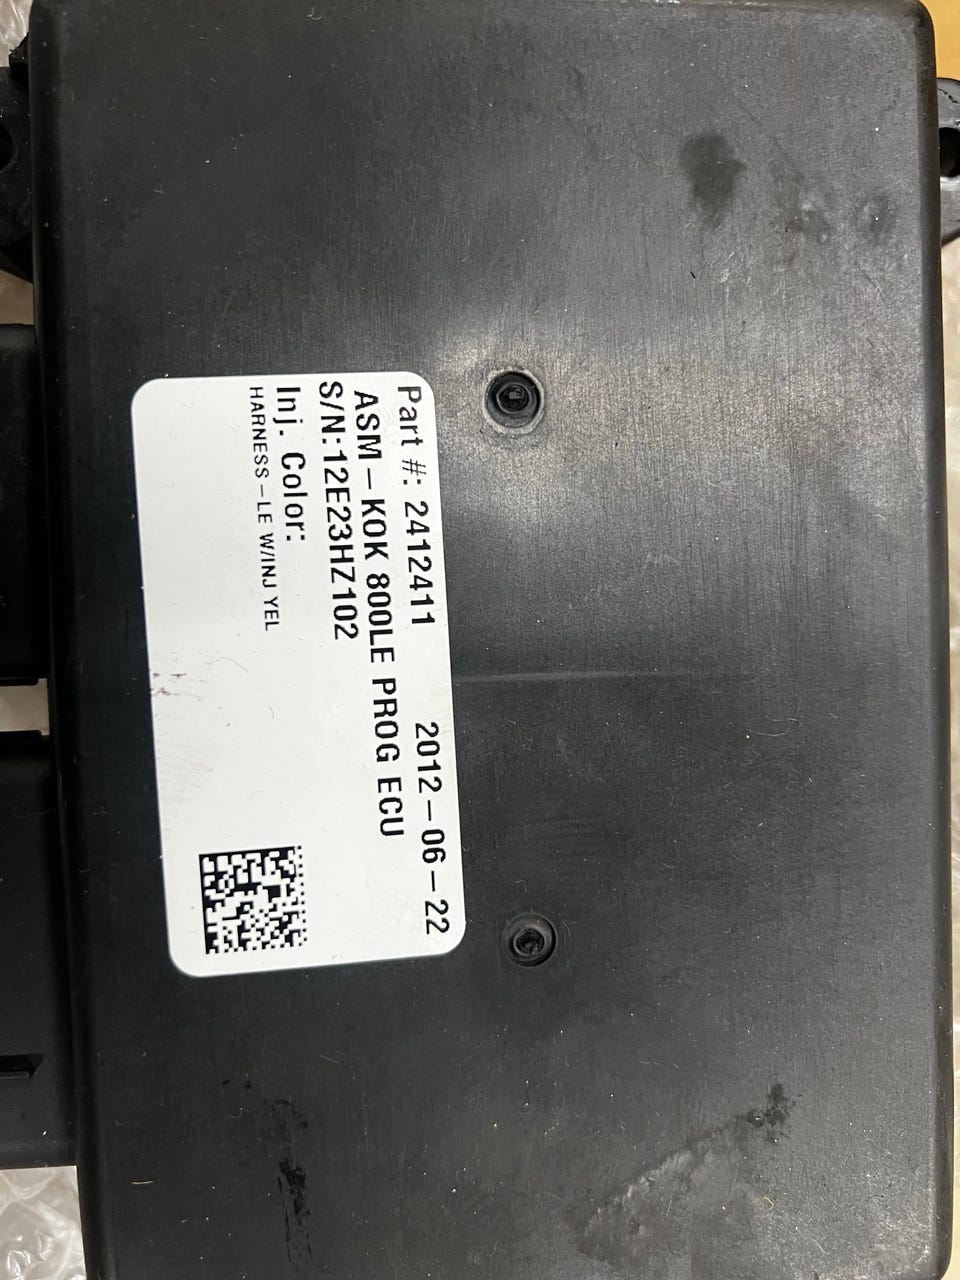 Part #: 2412411 2012-06-22
ASM-KOK 800LE PROG ECU
S/N:12E23HZ102
Inj. Color:
HARNESS-LE W/INJ YEL